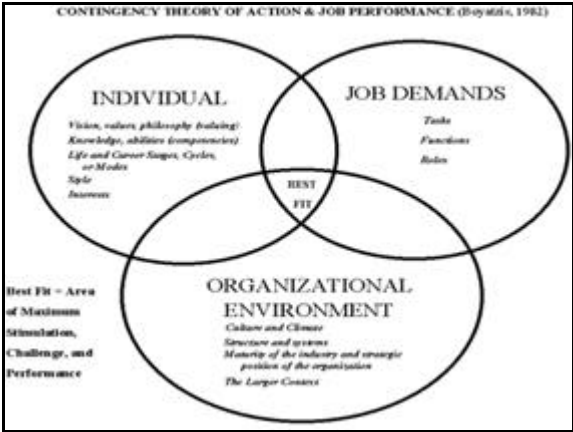 CONTINGENCY THEORY OF ACTION & JOB PERFORMANCE (Boyatzis, 1982)
INDIVIDUAL
Vision, values, philosophy (valuing)
Knowledge, abilities (competencies)
Life and Career Stages, Cycles,
or Modes
Style
Interests
JOB DEMANDS
Tasks
Functions
Roles
BEST
FIT
ORGANIZATIONAL
ENVIRONMENT
Culture and Climate
Structure and systems
Maturity of the industry and strategic
position of the organization
The Larger Context
Best Fit = Area
of Maximum
Stimulation,
Challenge, and
Performance